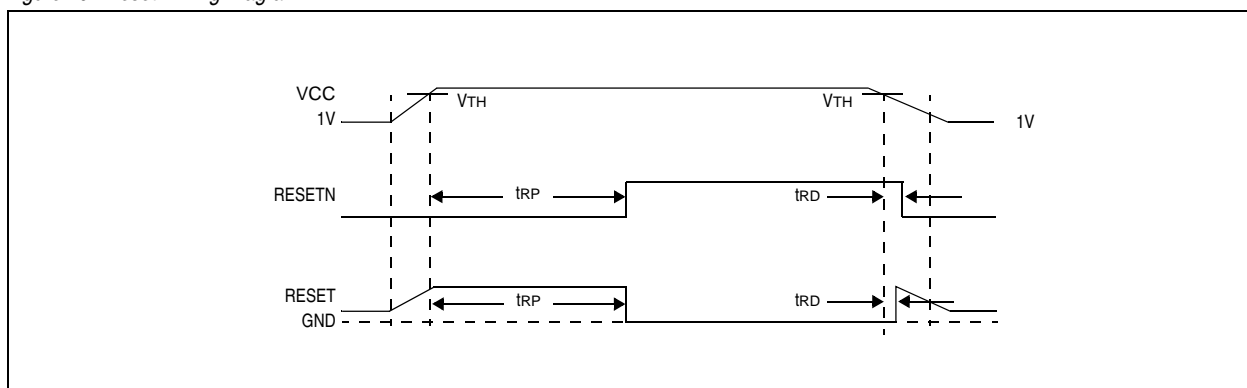 VCC
VTH
VTH
1V
1V
RESETN
tRP
tRD
RESET
tRP
tRD
GND